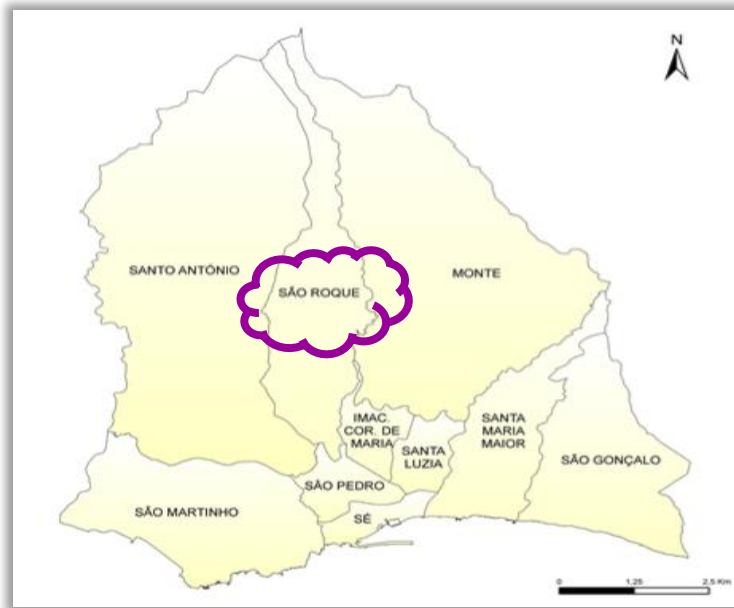 N
SANTO ANTÓNIO
MONTE
SÃO ROQUE
IMAC.
COR. DE
MARIA
SANTA
MARIA
MAIOR
SANTA
LUZIA
SÃO GONÇALO
SÃO PEDRO
SÃO MARTINHO
SÉ
0 1,25 2,5 Km